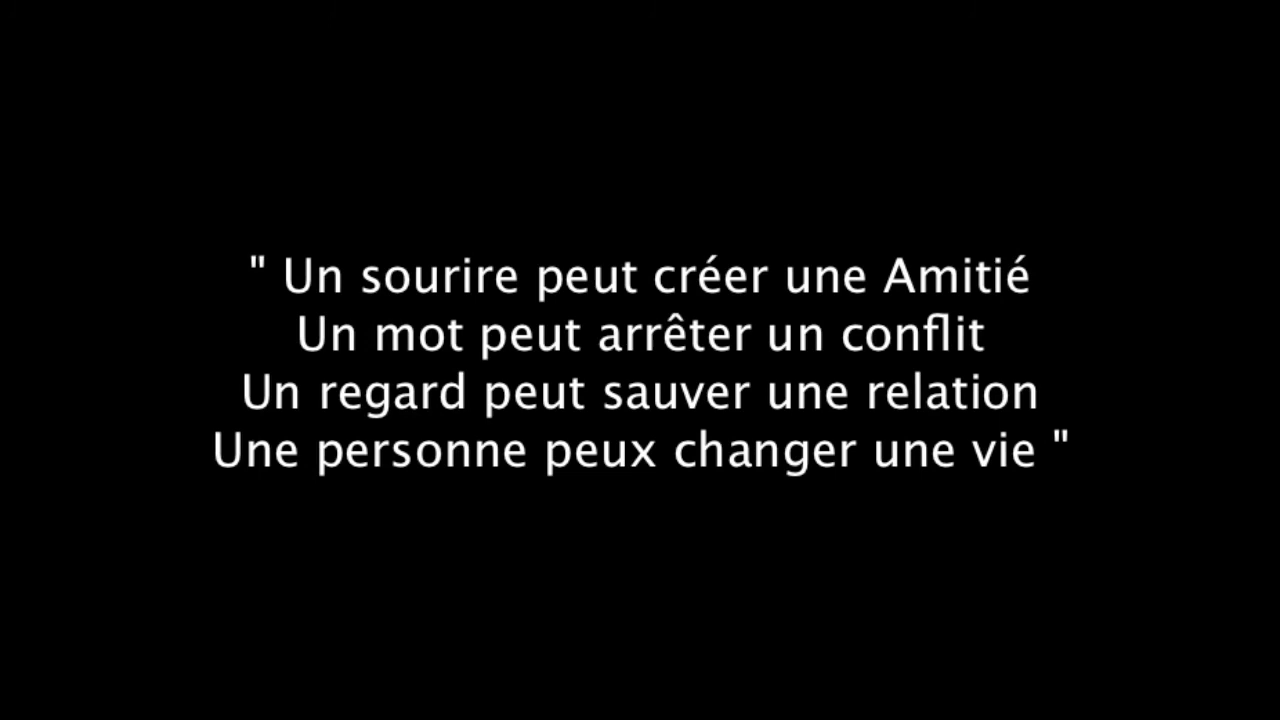 " Un sourire peut créer une Amitié
Un mot peut arrêter un conflit
Un regard peut sauver une relation
Une personne peux changer une vie "